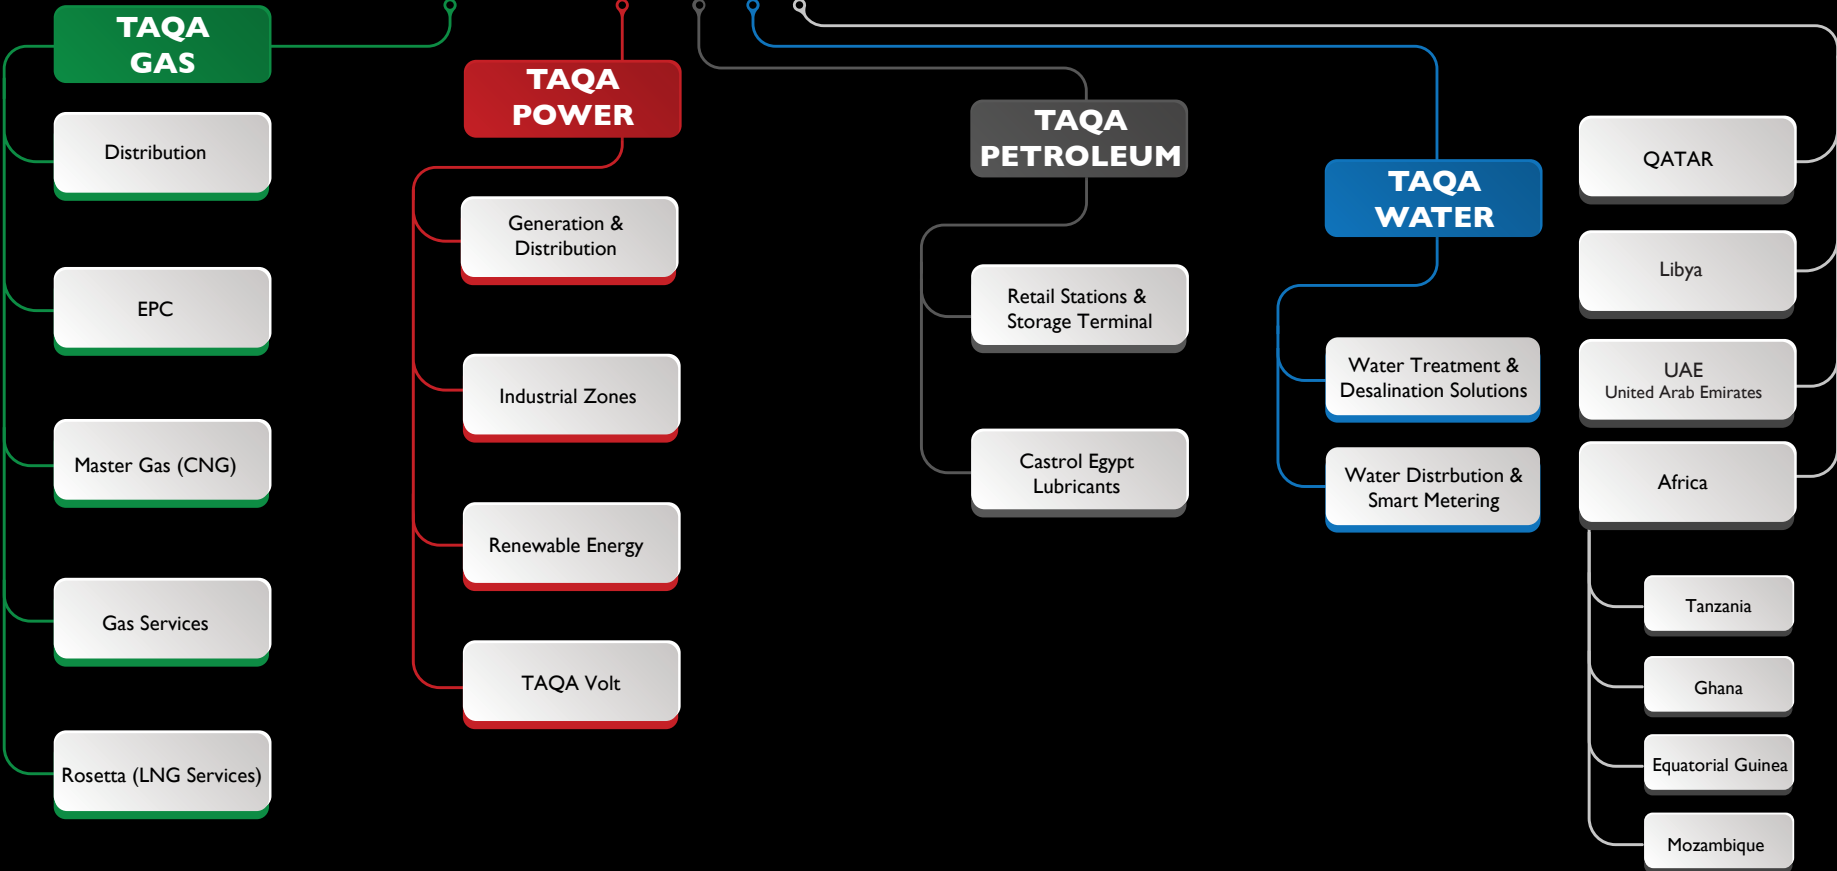 TAQA
GAS
Distribution
EPC
Master Gas (CNG)
Gas Services
Rosetta (LNG Services)
TAQA
POWER
Generation &
Distribution
Industrial Zones
Renewable Energy
TAQA Volt
TAQA
PETROLEUM
Retail Stations &
Storage Terminal
Castrol Egypt
Lubricants
TAQA
WATER
Water Treatment &
Desalination Solutions
Water Distrbution &
Smart Metering
QATAR
Libya
UAE
United Arab Emirates
Africa
Tanzania
Ghana
Equatorial Guinea
Mozambique